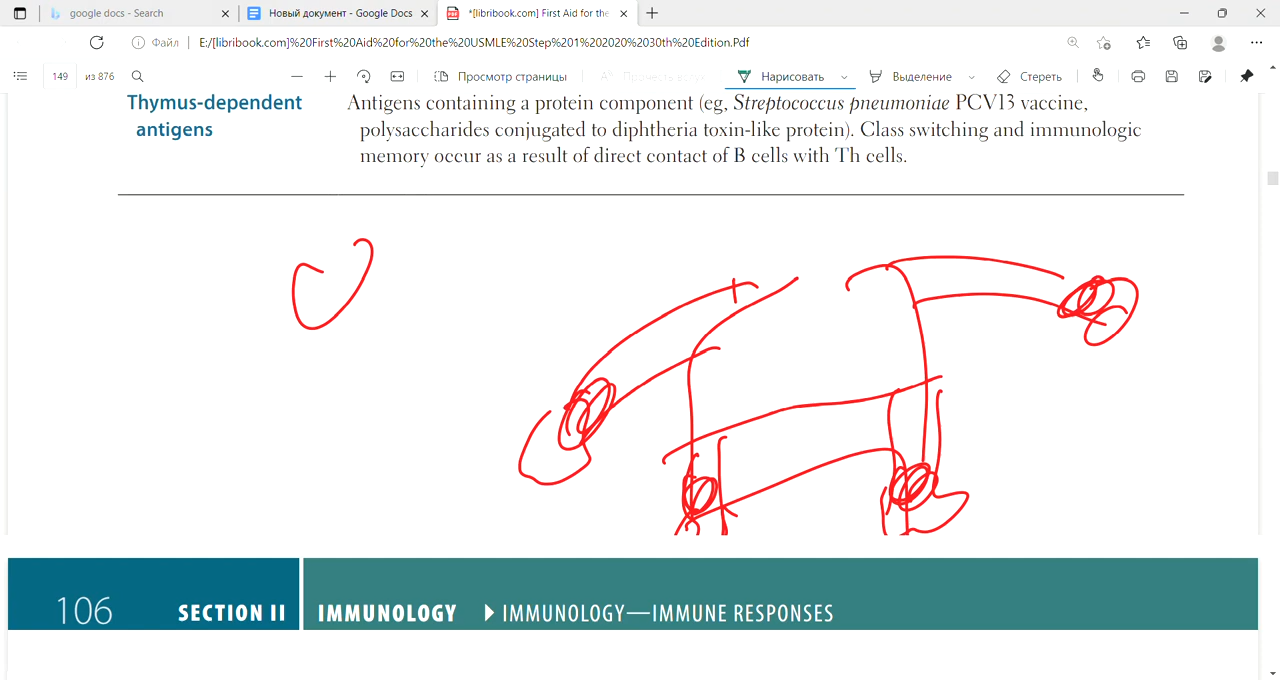 google docs - Search
Новый документ - Google Docs
*[libribook.com] First Aid for the
Файл
E:/[libribook.com]%20First%20Aid%20for%20the%20USMLE%20Step%201%202020%2030th%20Edition.Pdf
149 из 876
Просмотр страницы
Прочесть вслух
Нарисовать
Выделение
Стереть
Thymus-dependent
antigens
Antigens containing a protein component (eg, Streptococcus pneumoniae PCV13 vaccine,
polysaccharides conjugated to diphtheria toxin-like protein). Class switching and immunologic
memory occur as a result of direct contact of B cells with Th cells.
106 SECTION II IMMUNOLOGY IMMUNOLOGY—IMMUNE RESPONSES